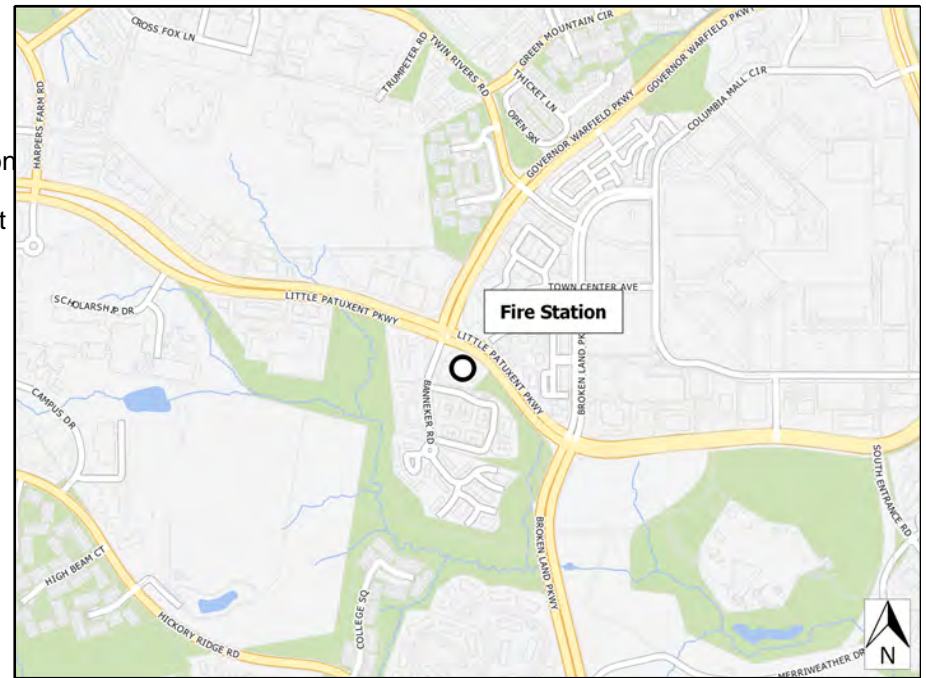 CROSS FOX LN
TRUMPETER RD
TWIN RIVERS RD
GREEN MOUNTAIN CIR
THICKET LN
OPEN SKY
GOVERNOR WARFIELD PKWY
GOVERNOR WARFIELD PKWY
COLUMBIA MALL CIR
HARPERS FARM RD
on
t
SCHOLARSHIP DR
LITTLE PATUXENT PKWY
TOWN CENTER AVE
Fire Station
LITTLE PATUXENT PKWY
BROKEN LAND PK
BANNEKER RD
CAMPUS DR
SOUTH ENTRANCE RD
BROKEN LAND PKWY
HIGH BEAM CT
HICKORY RIDGE RD
COLLEGE SQ
MERRIWEATHER DR
N